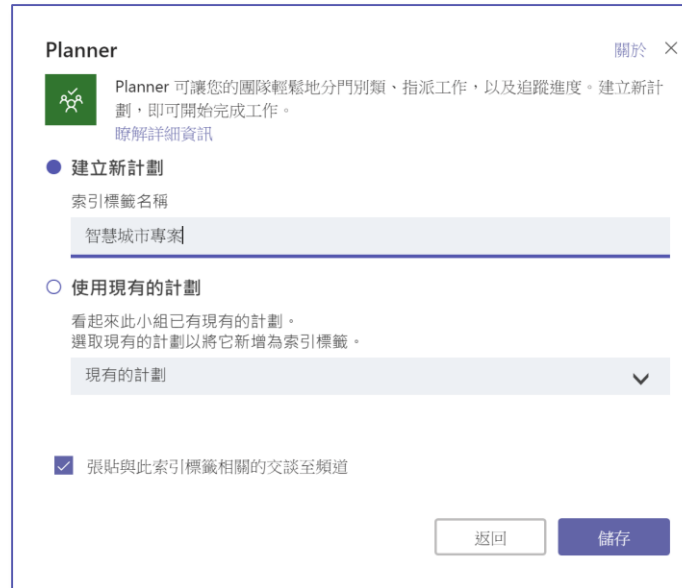 Planner
關於
Planner 可讓您的團隊輕鬆地分門別類、指派工作，以及追蹤進度。建立新計
劃，即可開始完成工作。
瞭解詳細資訊
建立新計劃
索引標籤名稱
智慧城市專案
使用現有的計劃
看起來此小組已有現有的計劃。
選取現有的計劃以將它新增為索引標籤。
現有的計劃
張貼與此索引標籤相關的交談至頻道
返回
儲存